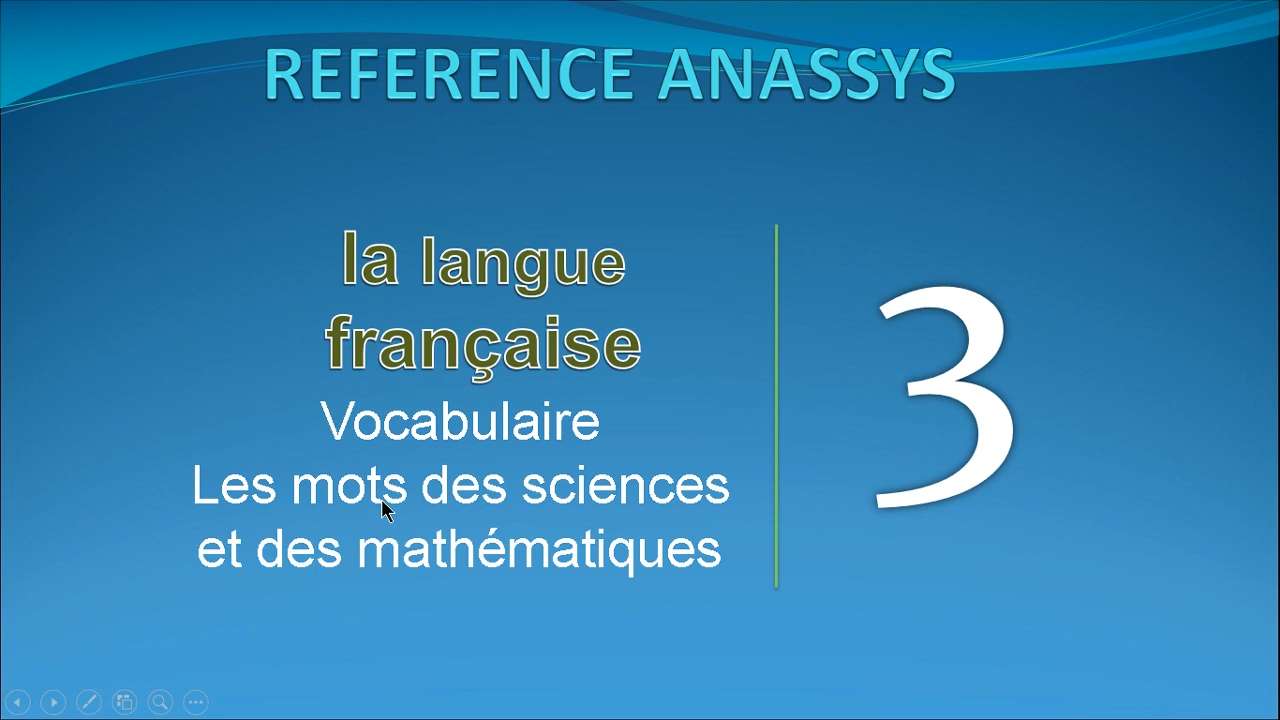 REFERENCE ANASSYS
la langue
française
Vocabulaire
Les mots des sciences
et des mathématiques
3